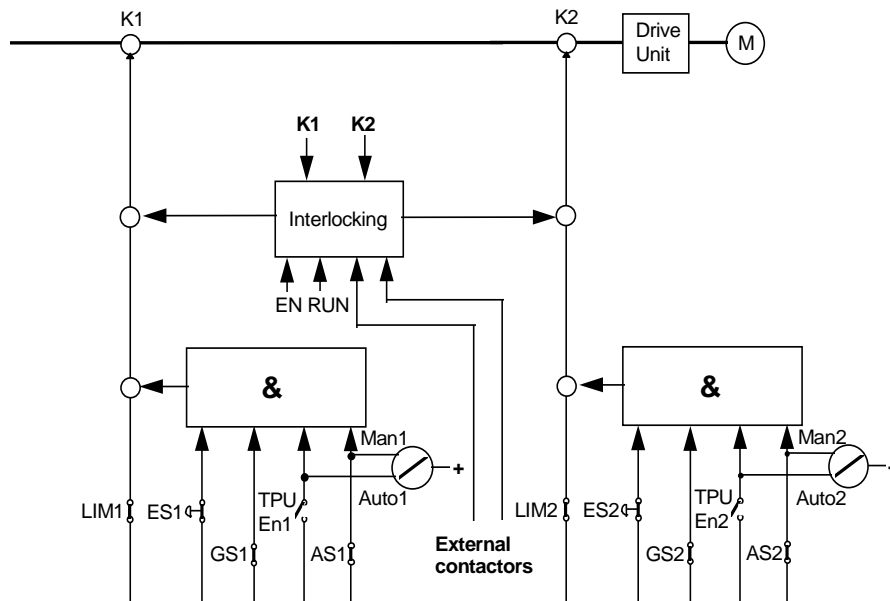 K1
K2
Drive
Unit
M
K1
K2
Interlocking
EN RUN
&
&
Man1
Man2
+
+
LIM1
ES1
TPU
En1
Auto1
LIM2
ES2
TPU
En2
Auto2
GS1
AS1
External
contactors
GS2
AS2